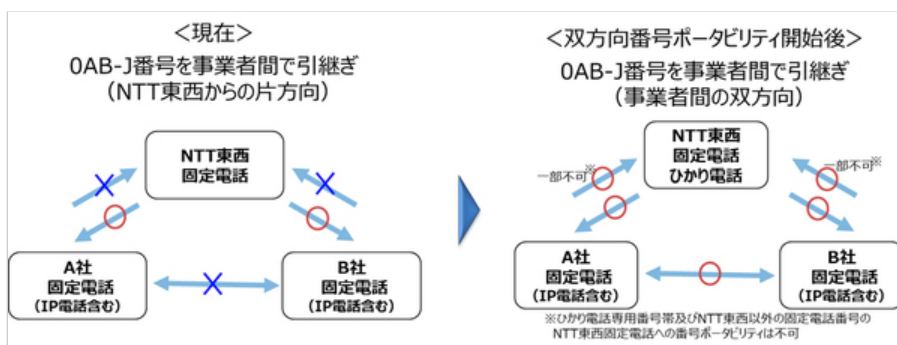 ＜現在＞
0AB-J番号を事業者間で引継ぎ
（NTT東西からの片方向）
NTT東西
固定電話
A社
固定電話
(IP電話含む)
B社
固定電話
(IP電話含む)
＜双方向番号ポータビリティ開始後＞
0AB-J番号を事業者間で引継ぎ
（事業者間の双方向）
NTT東西
固定電話
ひかり電話
一部不可※
一部不可※
A社
固定電話
(IP電話含む)
B社
固定電話
(IP電話含む)
※ひかり電話専用番号帯及びNTT東西以外の固定電話番号の
NTT東西固定電話への番号ポータビリティは不可